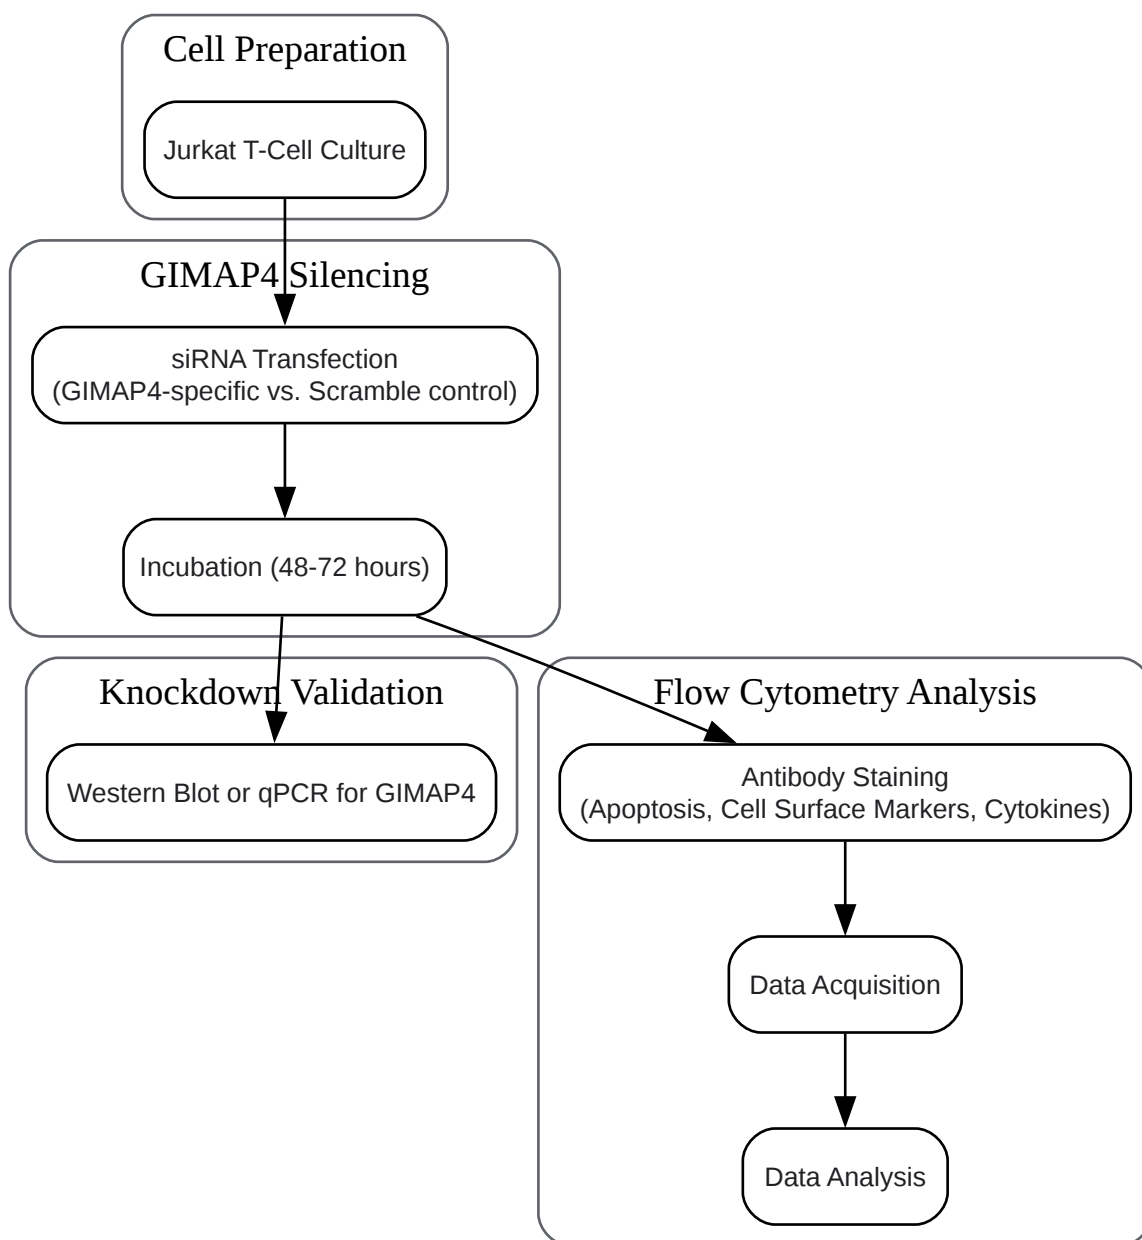 Cell Preparation
Jurkat T-Cell Culture
GIMAP4 Silencing
siRNA Transfection
(GIMAP4-specific vs. Scramble control)
Incubation (48-72 hours)
Knockdown Validation
Western Blot or qPCR for GIMAP4
Flow Cytometry Analysis
Antibody Staining
(Apoptosis, Cell Surface Markers, Cytokines)
Data Acquisition
Data Analysis